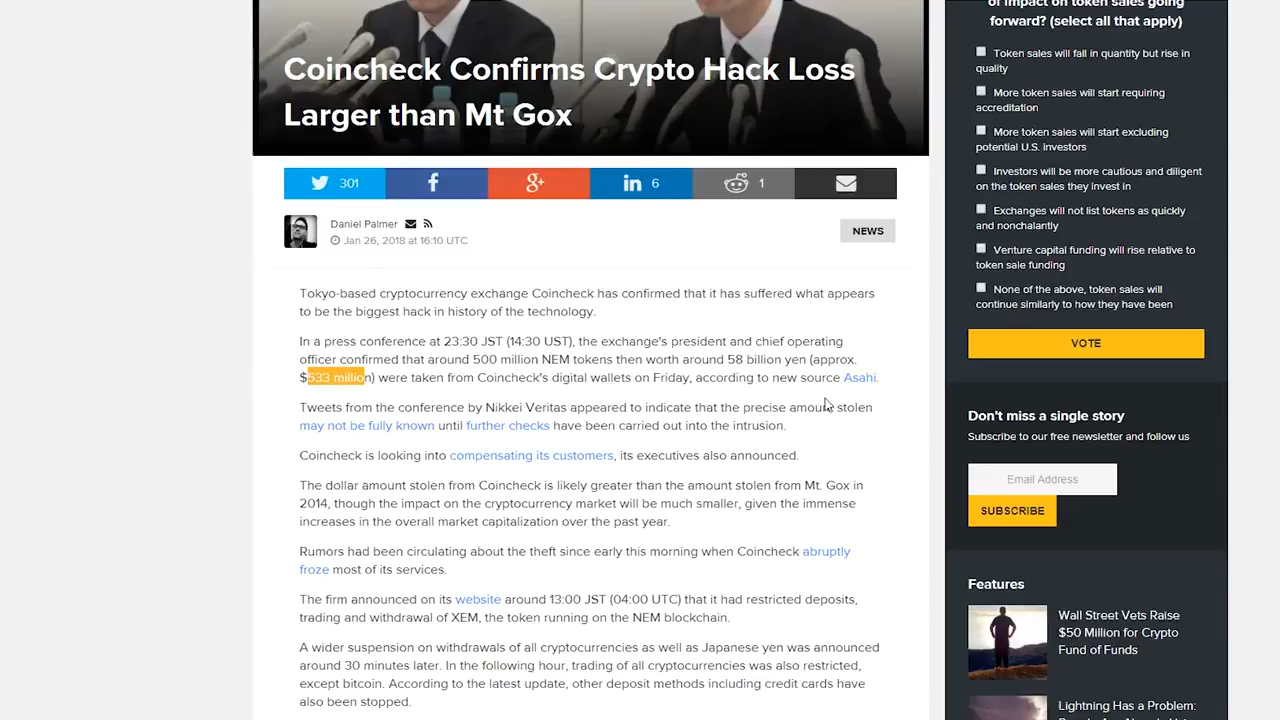 Coincheck Confirms Crypto Hack Loss
Larger than Mt Gox
301
6
1
Daniel Palmer
Jan 26, 2018 at 16:10 UTC
NEWS
Tokyo-based cryptocurrency exchange Coincheck has confirmed that it has suffered what appears
to be the biggest hack in history of the technology.
In a press conference at 23:30 JST (14:30 UST), the exchange's president and chief operating
officer confirmed that around 500 million NEM tokens then worth around 58 billion yen (approx.
$533 million) were taken from Coincheck's digital wallets on Friday, according to new source Asahi.
Tweets from the conference by Nikkei Veritas appeared to indicate that the precise amount stolen
may not be fully known until further checks have been carried out into the intrusion.
Coincheck is looking into compensating its customers, its executives also announced.
The dollar amount stolen from Coincheck is likely greater than the amount stolen from Mt. Gox in
2014, though the impact on the cryptocurrency market will be much smaller, given the immense
increases in the overall market capitalization over the past year.
Rumors had been circulating about the theft since early this morning when Coincheck abruptly
froze most of its services.
The firm announced on its website around 13:00 JST (04:00 UTC) that it had restricted deposits,
trading and withdrawal of XEM, the token running on the NEM blockchain.
A wider suspension on withdrawals of all cryptocurrencies as well as Japanese yen was announced
around 30 minutes later. In the following hour, trading of all cryptocurrencies was also restricted,
except bitcoin. According to the latest update, other deposit methods including credit cards have
also been stopped.
of impact on token sales going
forward? (select all that apply)
Token sales will fall in quantity but rise in
quality
More token sales will start requiring
accreditation
More token sales will start excluding
potential U.S. investors
Investors will be more cautious and diligent
on the token sales they invest in
Exchanges will not list tokens as quickly
and nonchalantly
Venture capital funding will rise relative to
token sale funding
None of the above, token sales will
continue similarly to how they have been
VOTE
Don't miss a single story
Subscribe to our free newsletter and follow us
Email Address
SUBSCRIBE
Features
Wall Street Vets Raise
$50 Million for Crypto
Fund of Funds
Lightning Has a Problem: